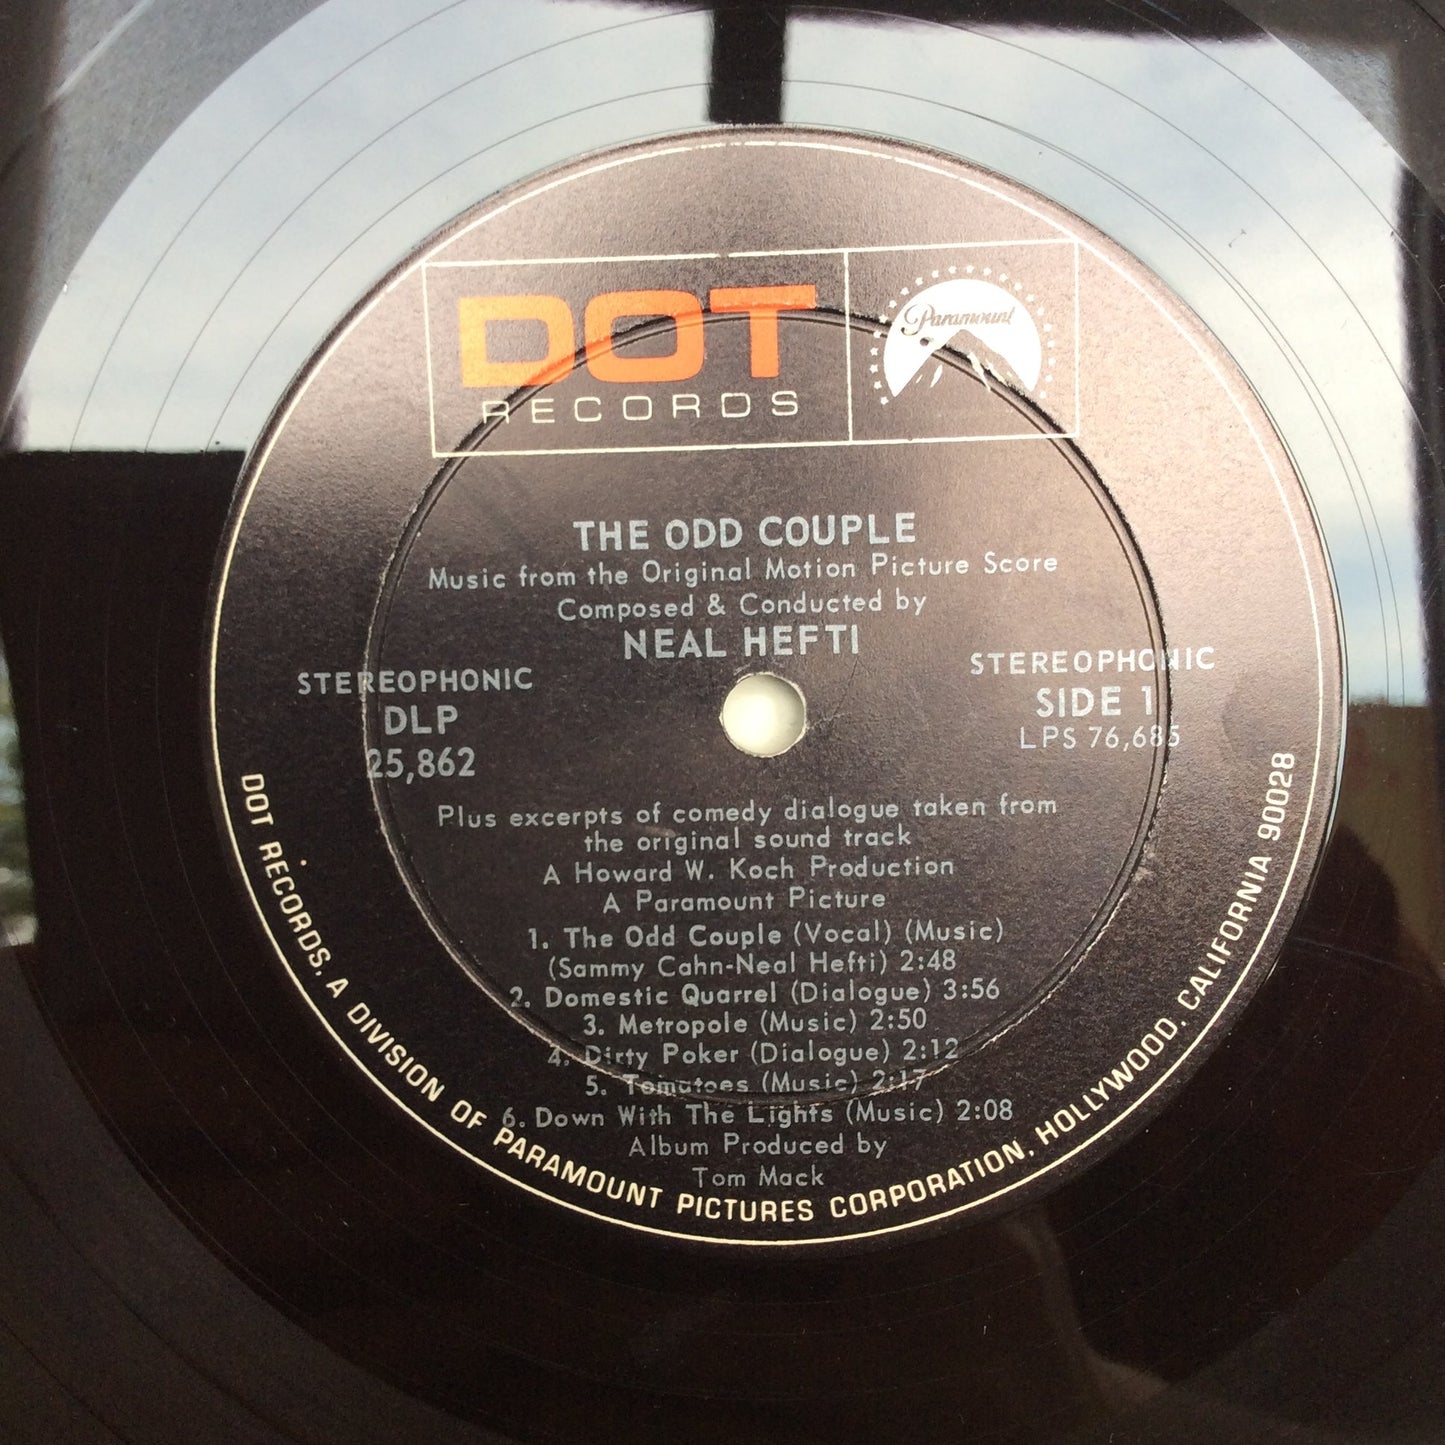 DOT
RECORDS
Paramount
THE ODD COUPLE
Music from the Original Motion Picture Score
Composed & Conducted by
NEAL HEFTI
STEREOPHONIC
DLP
25,862
STEREOPHONIC
SIDE 1
LPS 76,685
Plus excerpts of comedy dialogue taken from
the original sound track
A Howard W. Koch Production
A Paramount Picture
1. The Odd Couple (Vocal) (Music)
(Sammy Cahn-Neal Hefti) 2:48
2. Domestic Quarrel (Dialogue) 3:56
3. Metropole (Music) 2:50
4. Dirty Poker (Dialogue) 2:12
5. Tomatoes (Music) 2:17
6. Down With The Lights (Music) 2:08
Album Produced by
Tom Mack
DOT RECORDS, A DIVISION OF PARAMOUNT PICTURES CORPORATION, HOLLYWOOD, CALIFORNIA 90028